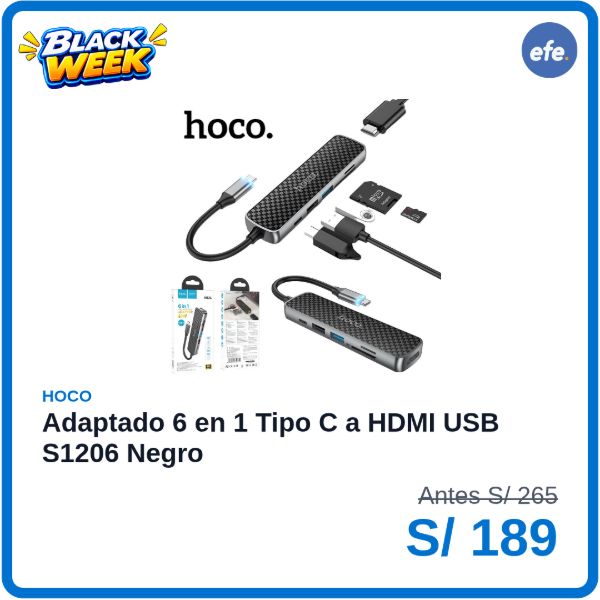 BLACK
WEEK
efe.
hoco.
HOCO
Adaptado 6 en 1 Tipo C a HDMI USB
S1206 Negro
Antes S/ 265
S/ 189